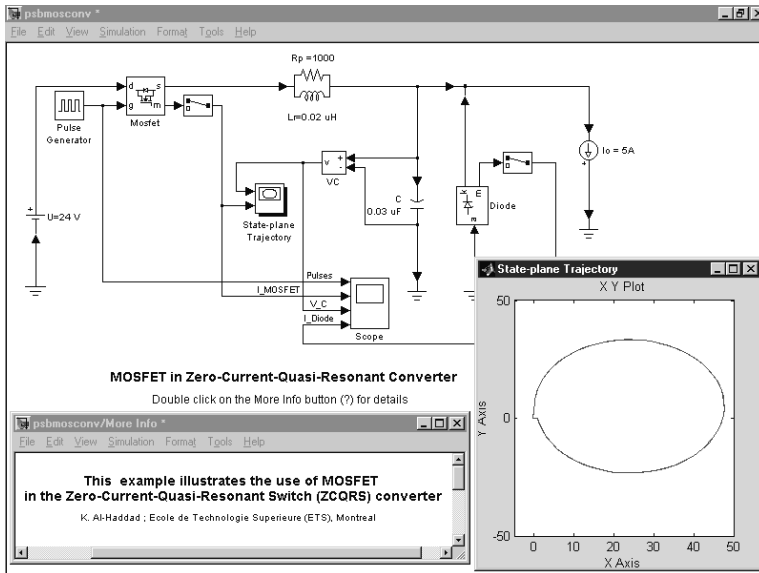 psbmosconv *
File Edit View Simulation Format Tools Help
Rp =1000
d s
g m
Mosfet
Pulse
Generator
Lr=0.02 uH
Io = 5A
v + -
VC
k m
a
Diode
C
0.03 uF
U=24 V
State-plane
Trajectory
Pulses
I_MOSFET
V_C
I_Diode
Scope
MOSFET in Zero-Current-Quasi-Resonant Converter
Double click on the More Info button (?) for details
psbmosconv/More Info *
File Edit View Simulation Format Tools Help
This example illustrates the use of MOSFET
in the Zero-Current-Quasi-Resonant Switch (ZCQRS) converter
K. Al-Haddad ; Ecole de Technologie Superieure (ETS), Montreal
State-plane Trajectory
X Y Plot
50
0
-50
Y Axis
0 10 20 30 40 50
X Axis